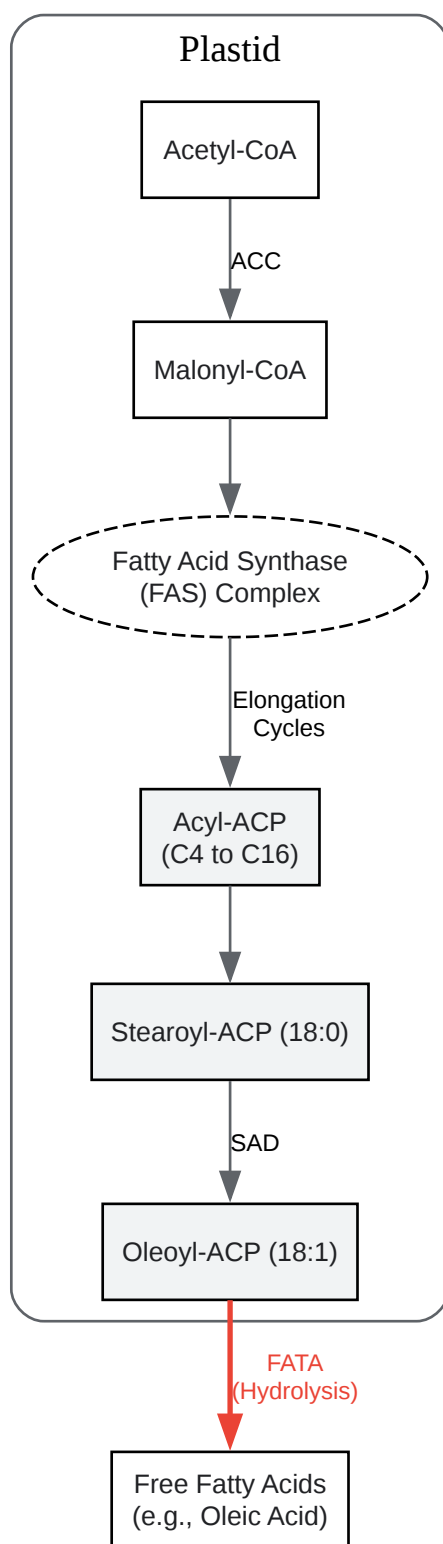 Plastid
Acetyl-CoA
ACC
Malonyl-CoA
Fatty Acid Synthase
(FAS) Complex
Elongation
Cycles
Acyl-ACP
(C4 to C16)
Stearoyl-ACP (18:0)
SAD
Oleoyl-ACP (18:1)
FATA
(Hydrolysis)
Free Fatty Acids
(e.g., Oleic Acid)